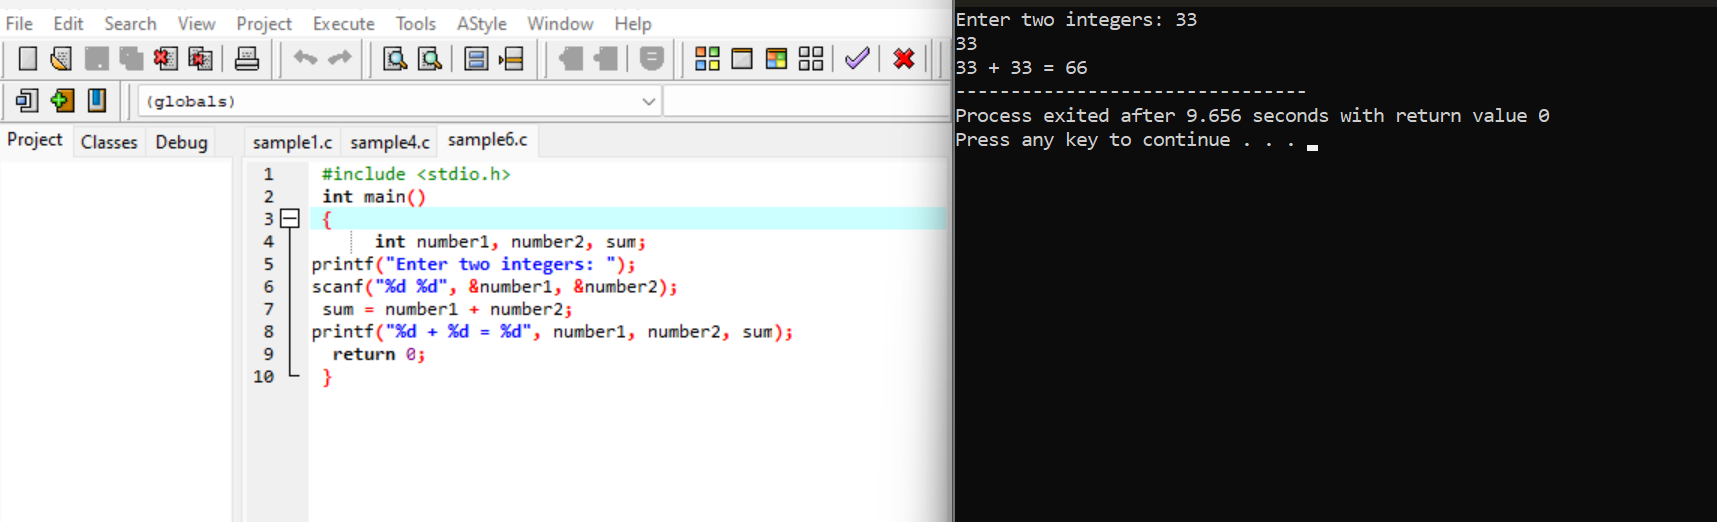 File Edit Search View Project Execute Tools AStyle Window Help
(globals)
Project Classes Debug
sample1.c sample4.c sample6.c
1 #include <stdio.h>
2 int main()
3 {
4 int number1, number2, sum;
5 printf("Enter two integers: ");
6 scanf("%d %d", &number1, &number2);
7 sum = number1 + number2;
8 printf("%d + %d = %d", number1, number2, sum);
9 return 0;
10 }
Enter two integers: 33
33
33 + 33 = 66
--------------------------------
Process exited after 9.656 seconds with return value 0
Press any key to continue . . .